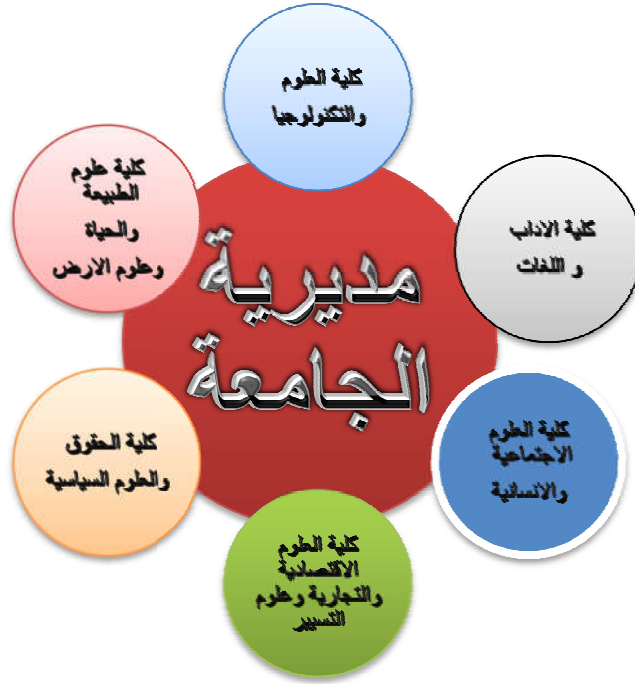 كلية العلوم
والتكنولوجيا
كلية الاداب
و اللغات
كلية العلوم
الاجتماعية
والانسانية
كلية العلوم
الاقتصادية
والتجارية وعلوم
التسيير
كلية الحقوق
والعلوم السياسية
كلية علوم
الطبيعة
والحياة
وعلوم الارض
مديرية
الجامعة